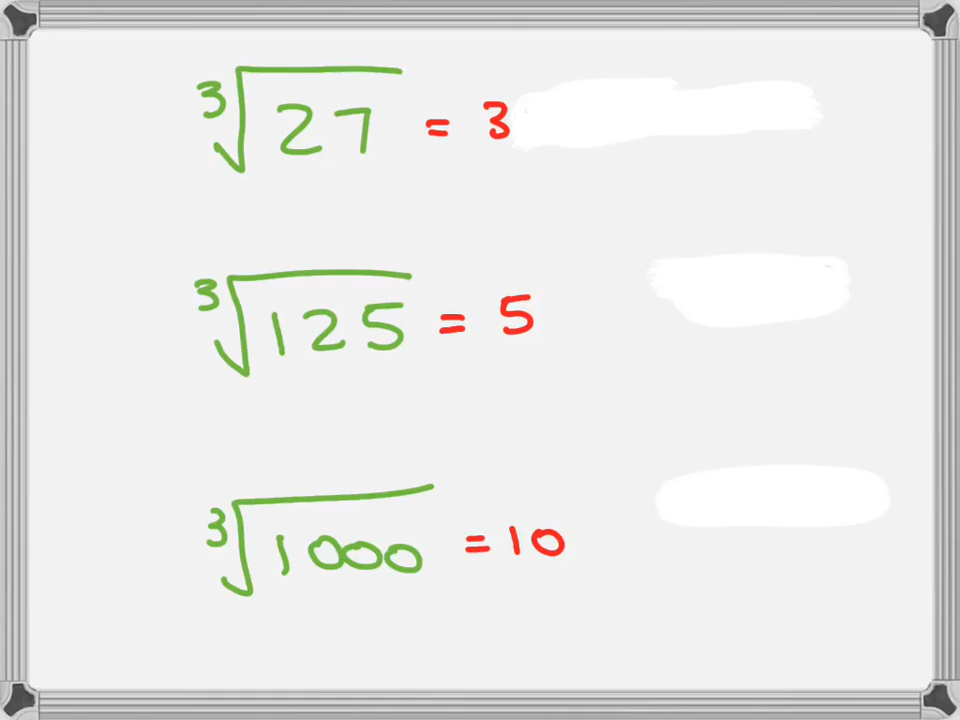 ∛27 = 3
∛125 = 5
∛1000 = 10